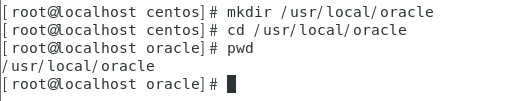 [root@localhost centos]# mkdir /usr/local/oracle
[root@localhost centos]# cd /usr/local/oracle
[root@localhost oracle]# pwd
/usr/local/oracle
[root@localhost oracle]#